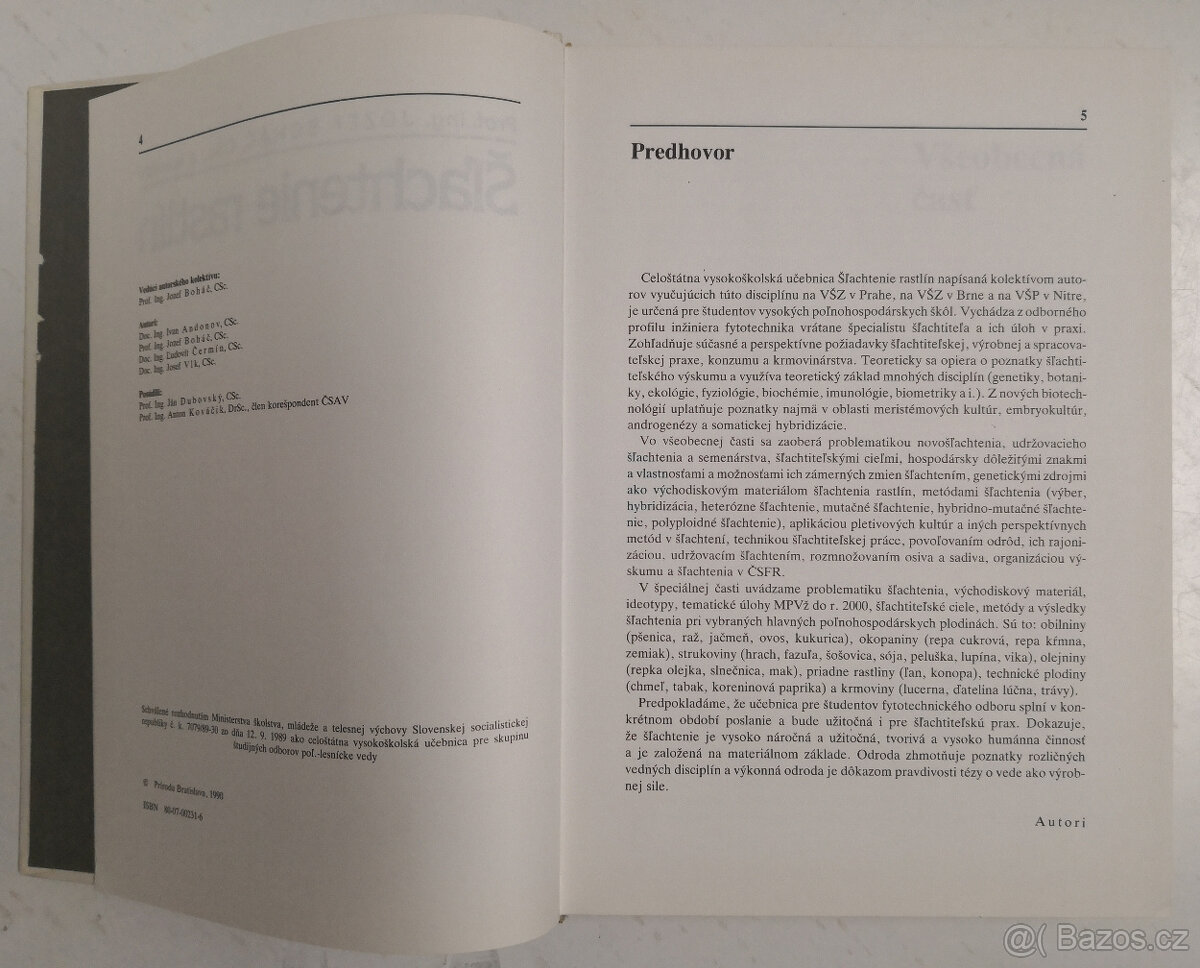 4
Vedúci autorského kolektívu:
Prof. Ing. Jozef Boháč, CSc.
Autori:
Doc. Ing. Ivan Andonov, CSc.
Prof. Ing. Jozef Boháč, CSc.
Doc. Ing. Ľudovít Čermín, CSc.
Doc. Ing. Josef Vlk, CSc.
Posúdili:
Prof. Ing. Ján Dubovský, CSc.
Prof. Ing. Anton Kováčik, DrSc., člen korešpondent ČSAV
Schválené rozhodnutím Ministerstva školstva, mládeže a telesnej výchovy Slovenskej socialistickej
republiky č. k. 7079/89-30 zo dňa 12. 9. 1989 ako celoštátna vysokoškolská učebnica pre skupinu
študijných odborov poľ.-lesnícke vedy
© Príroda Bratislava, 1990
ISBN 80-07-00231-6
5
Predhovor
Celoštátna vysokoškolská učebnica Šľachtenie rastlín napísaná kolektívom auto-
rov vyučujúcich túto disciplínu na VŠZ v Prahe, na VŠZ v Brne a na VŠP v Nitre,
je určená pre študentov vysokých poľnohospodárskych škôl. Vychádza z odborného
profilu inžiniera fytotechnika vrátane špecialistu šľachtiteľa a ich úloh v praxi.
Zohľadňuje súčasné a perspektívne požiadavky šľachtiteľskej, výrobnej a spracova-
teľskej praxe, konzumu a krmovinárstva. Teoreticky sa opiera o poznatky šľachti-
teľského výskumu a využíva teoretický základ mnohých disciplín (genetiky, botani-
ky, ekológie, fyziológie, biochémie, imunológie, biometriky a i.). Z nových biotech-
nológií uplatňuje poznatky najmä v oblasti meristémových kultúr, embryokultúr,
androgenézy a somatickej hybridizácie.
Vo všeobecnej časti sa zaoberá problematikou novošľachtenia, udržovacieho
šľachtenia a semenárstva, šľachtiteľskými cieľmi, hospodársky dôležitými znakmi
a vlastnosťami a možnosťami ich zámerných zmien šľachtením, genetickými zdrojmi
ako východiskovým materiálom šľachtenia rastlín, metódami šľachtenia (výber,
hybridizácia, heterózne šľachtenie, mutačné šľachtenie, hybridno-mutačné šľachte-
nie, polyploidné šľachtenie), aplikáciou pletivových kultúr a iných perspektívnych
metód v šľachtení, technikou šľachtiteľskej práce, povoľovaním odrôd, ich rajoni-
záciou, udržovacím šľachtením, rozmnožovaním osiva a sadiva, organizáciou vý-
skumu a šľachtenia v ČSFR.
V špeciálnej časti uvádzame problematiku šľachtenia, východiskový materiál,
ideotypy, tematické úlohy MPVž do r. 2000, šľachtiteľské ciele, metódy a výsledky
šľachtenia pri vybraných hlavných poľnohospodárskych plodinách. Sú to: obilniny
(pšenica, raž, jačmeň, ovos, kukurica), okopaniny (repa cukrová, repa kŕmna,
zemiak), strukoviny (hrach, fazuľa, šošovica, sója, peluška, lupína, vika), olejniny
(repka olejka, slnečnica, mak), priadne rastliny (ľan, konopa), technické plodiny
(chmeľ, tabak, koreninová paprika) a krmoviny (lucerna, ďatelina lúčna, trávy).
Predpokladáme, že učebnica pre študentov fytotechnického odboru splní v kon-
krétnom období poslanie a bude užitočná i pre šľachtiteľskú prax. Dokazuje,
že šľachtenie je vysoko náročná a užitočná, tvorivá a vysoko humánna činnosť
a je založená na materiálnom základe. Odroda zhmotňuje poznatky rozličných
vedných disciplín a výkonná odroda je dôkazom pravdivosti tézy o vede ako výrob-
nej sile.
Autori
@( Bazos.cz